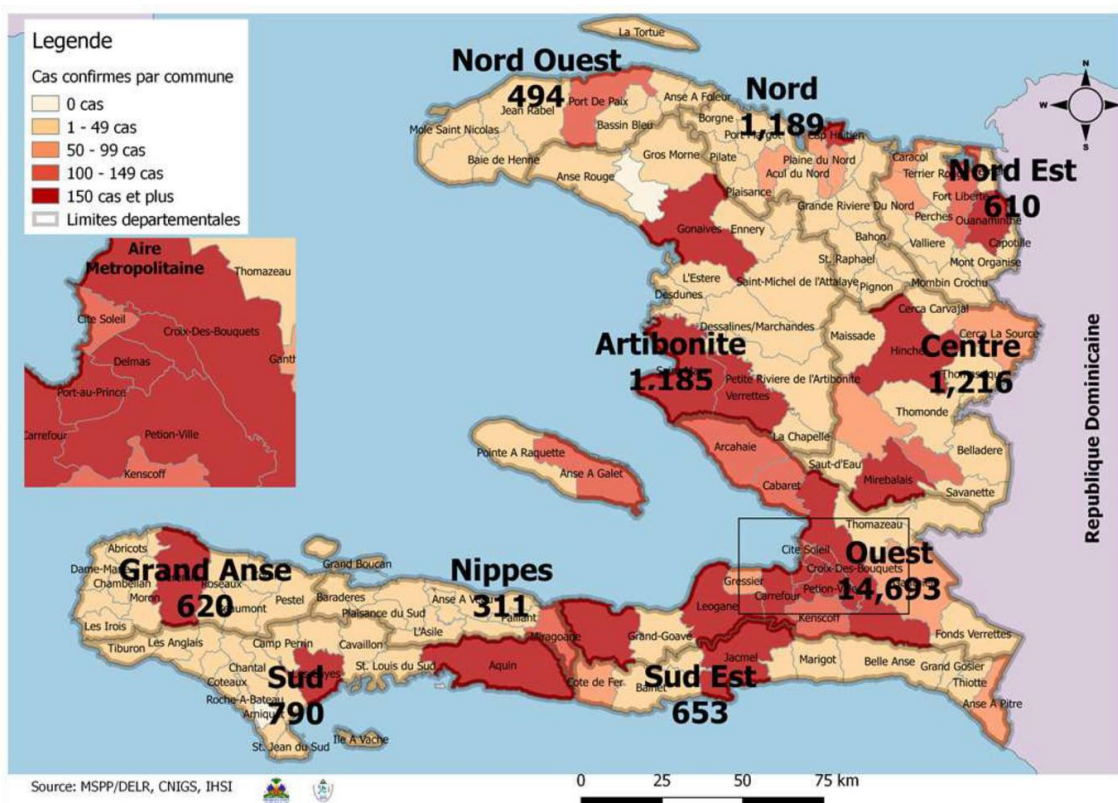 Legende
Cas confirmes par commune
0 cas
1 - 49 cas
50 - 99 cas
100 - 149 cas
150 cas et plus
Limites departementales
Aire
Metropolitaine
Thomazeau
Cite Soleil
Croix-Des-Bouquets
Delmas
Port-au-Prince
Carrefour
Petion-Ville
Kenscoff
La Tortue
Nord Ouest
494
Port De Paix
Jean Rabel
Anse A Foleur
Bassin Bleu
Mole Saint Nicolas
Baie de Henne
Nord
1,189
Borgne
Port Margot
Cap Haitien
Pilate
Plaine du Nord
Acul du Nord
Plaisance
Grande Riviere Du Nord
Bahon
St. Raphael
Pignon
N
W
E
S
Caracol
Terrier Rouge
Nord Est
610
Fort Liberte
Ouanaminthe
Perches
Capotille
Valliere
Mont Organise
Mombin Crochu
Gros Morne
Anse Rouge
Gonaives
Ennery
L'Estere
Desdunes
Saint-Michel de l'Attalaye
Dessalines/Marchandes
Artibonite
1.185
Petite Riviere de l'Artibonite
Verrettes
La Chapelle
Cerca Carvajal
Maissade
Cerca La Source
Centre
1,216
Thomonde
Belladere
Saut-d'Eau
Mirebalais
Savanette
Republique Dominicaine
Pointe A Raquette
Anse A Galet
Arcahaie
Cabaret
Thomazeau
Cite Soleil
Ouest
14,693
Croix-Des-Bouquets
Gressier
Leogane
Carrefour
Kenscoff
Fonds Verrettes
Grand-Goave
Abricots
Grand Anse
620
Moron
Pestel
Les Irois
Grand Boucan
Baraderes
Nippes
311
Plaisance du Sud
L'Asile
Miragoane
Tiburon
Les Anglais
Camp Perrin
Cavaillon
Chantal
Coteaux
Sud
790
Roche-A-Bateau
St. Louis du Sud
Aquin
St. Jean du Sud
Ile A Vache
Cote de Fer
Bainet
Jacmel
Sud Est
653
Marigot
Belle Anse
Grand Gosier
Thiotte
Anse A Pitre
Source: MSPP/DELR, CNIGS, IHSI
0 25 50 75 km